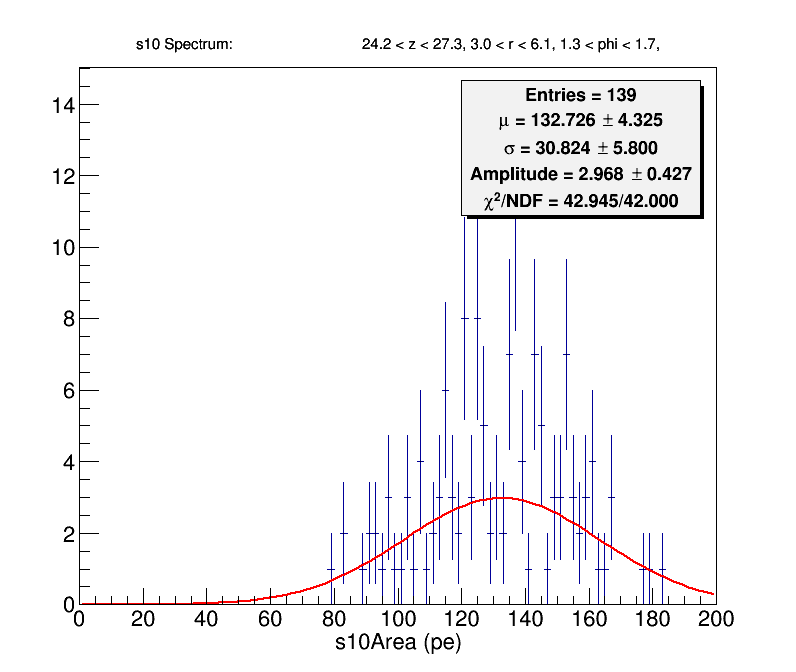 s10 Spectrum: 24.2 < z < 27.3, 3.0 < r < 6.1, 1.3 < phi < 1.7,
Entries = 139
μ = 132.726 ± 4.325
σ = 30.824 ± 5.800
Amplitude = 2.968 ± 0.427
χ²/NDF = 42.945/42.000
14
12
10
8
6
4
2
0
0 20 40 60 80 100 120 140 160 180 200
s10Area (pe)